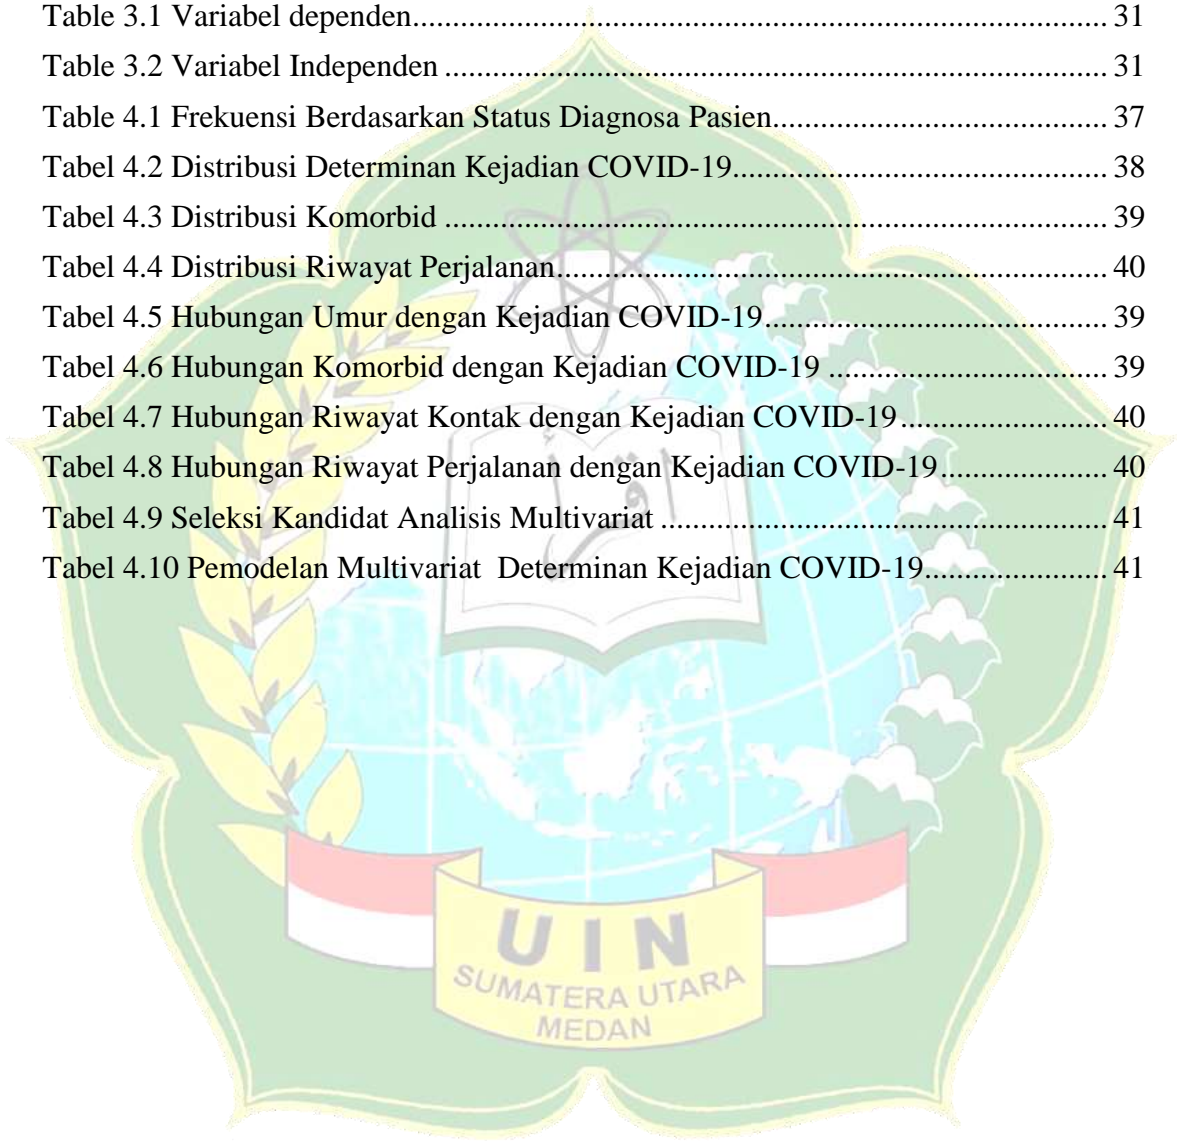 Table 3.1 Variabel dependen.......................................................................................... 31
Table 3.2 Variabel Independen ...................................................................................... 31
Table 4.1 Frekuensi Berdasarkan Status Diagnosa Pasien................................. 37
Tabel 4.2 Distribusi Determinan Kejadian COVID-19........................................ 38
Tabel 4.3 Distribusi Komorbid ...................................................................................... 39
Tabel 4.4 Distribusi Riwayat Perjalanan.................................................................... 40
Tabel 4.5 Hubungan Umur dengan Kejadian COVID-19.................................... 39
Tabel 4.6 Hubungan Komorbid dengan Kejadian COVID-19 ............................. 39
Tabel 4.7 Hubungan Riwayat Kontak dengan Kejadian COVID-19...................... 40
Tabel 4.8 Hubungan Riwayat Perjalanan dengan Kejadian COVID-19.................. 40
Tabel 4.9 Seleksi Kandidat Analisis Multivariat ................................................ 41
Tabel 4.10 Pemodelan Multivariat  Determinan Kejadian COVID-19.................... 41
اقرأ
UIN
SUMATERA UTARA
MEDAN